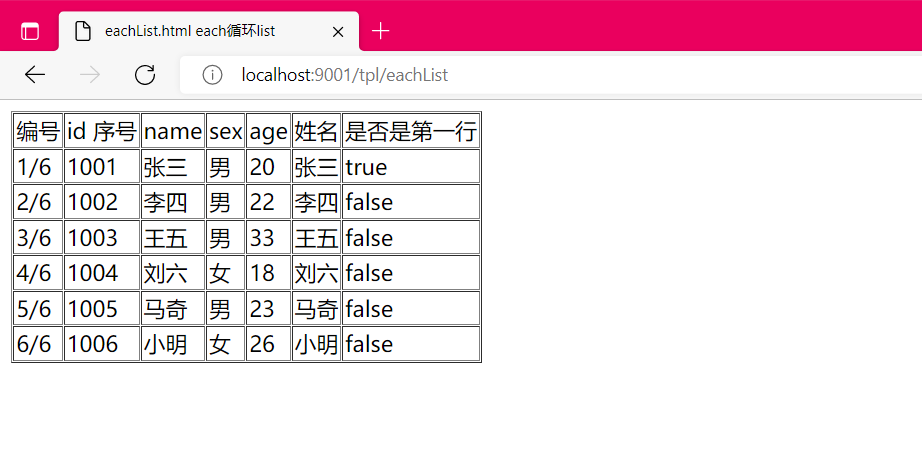 eachList.html each循环list
localhost:9001/tpl/eachList
编号 id 序号 name sex age 姓名 是否是第一行
1/6 1001 张三 男 20 张三 true
2/6 1002 李四 男 22 李四 false
3/6 1003 王五 男 33 王五 false
4/6 1004 刘六 女 18 刘六 false
5/6 1005 马奇 男 23 马奇 false
6/6 1006 小明 女 26 小明 false